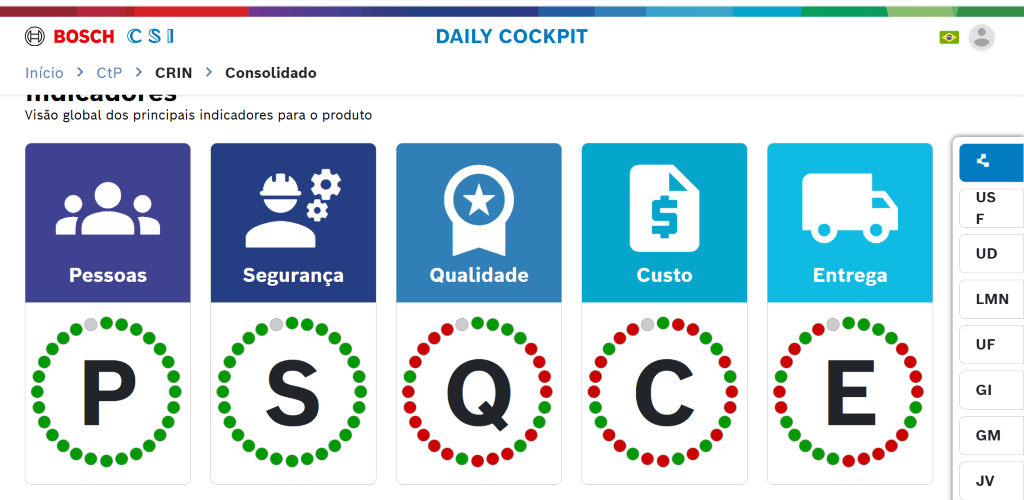 BOSCH CSI
DAILY COCKPIT
Início > CtP > CRIN > Consolidado
Indicadores
Visão global dos principais indicadores para o produto
Pessoas
Segurança
Qualidade
Custo
Entrega
P
S
Q
C
E
US
F
UD
LMN
UF
GI
GM
JV